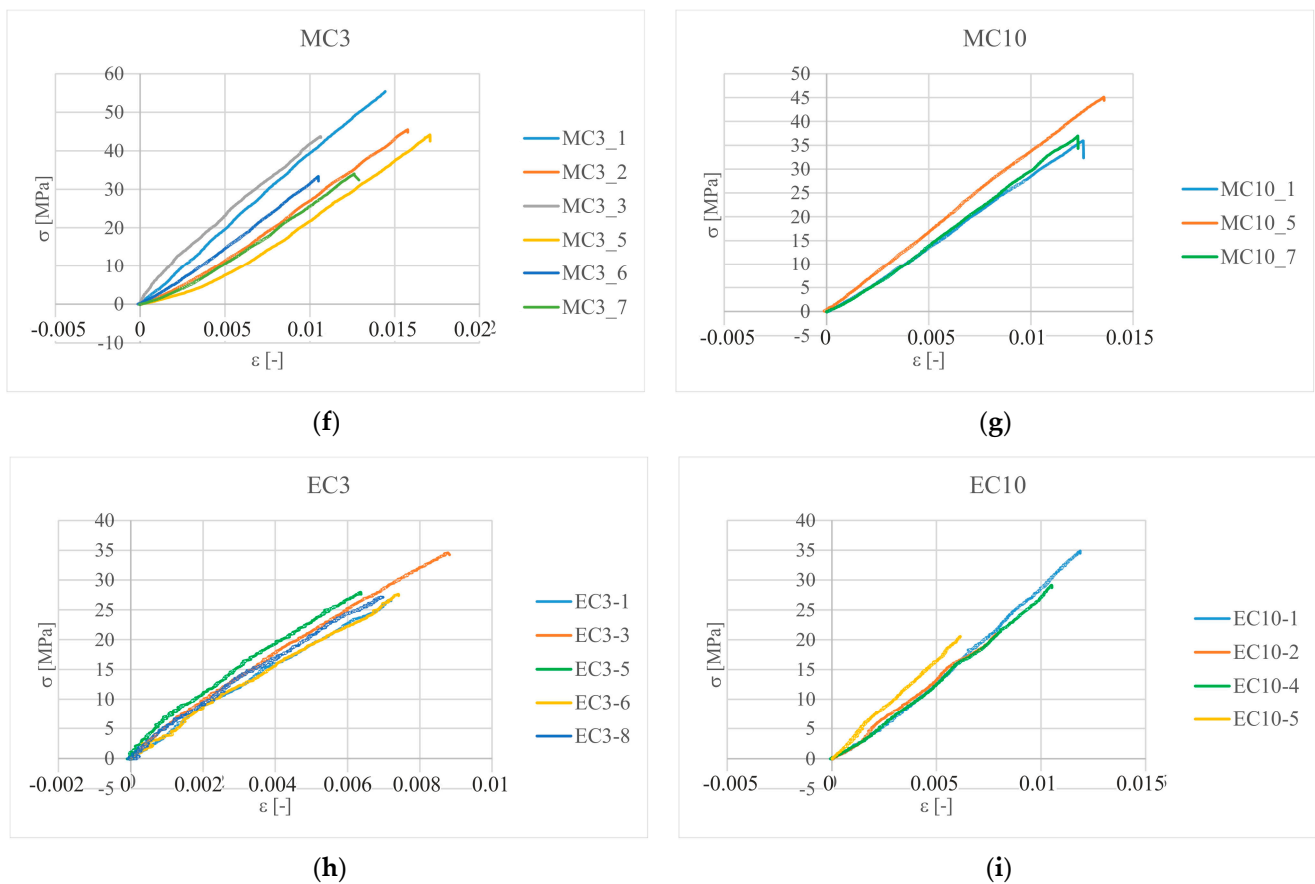 MC3
60
50
40
30
20
10
0
-10
-0.005 0 0.005 0.01 0.015 0.02
σ [MPa]
ε [-]
MC3_1
MC3_2
MC3_3
MC3_5
MC3_6
MC3_7
(f)
MC10
50
45
40
35
30
25
20
15
10
5
0
-5
-0.005 0 0.005 0.01 0.015
σ [MPa]
ε [-]
MC10_1
MC10_5
MC10_7
(g)
EC3
40
35
30
25
20
15
10
5
0
-5
-0.002 0 0.002 0.004 0.006 0.008 0.01
σ [MPa]
ε [-]
EC3-1
EC3-3
EC3-5
EC3-6
EC3-8
(h)
EC10
40
35
30
25
20
15
10
5
0
-5
-0.005 0 0.005 0.01 0.015
σ [MPa]
ε [-]
EC10-1
EC10-2
EC10-4
EC10-5
(i)